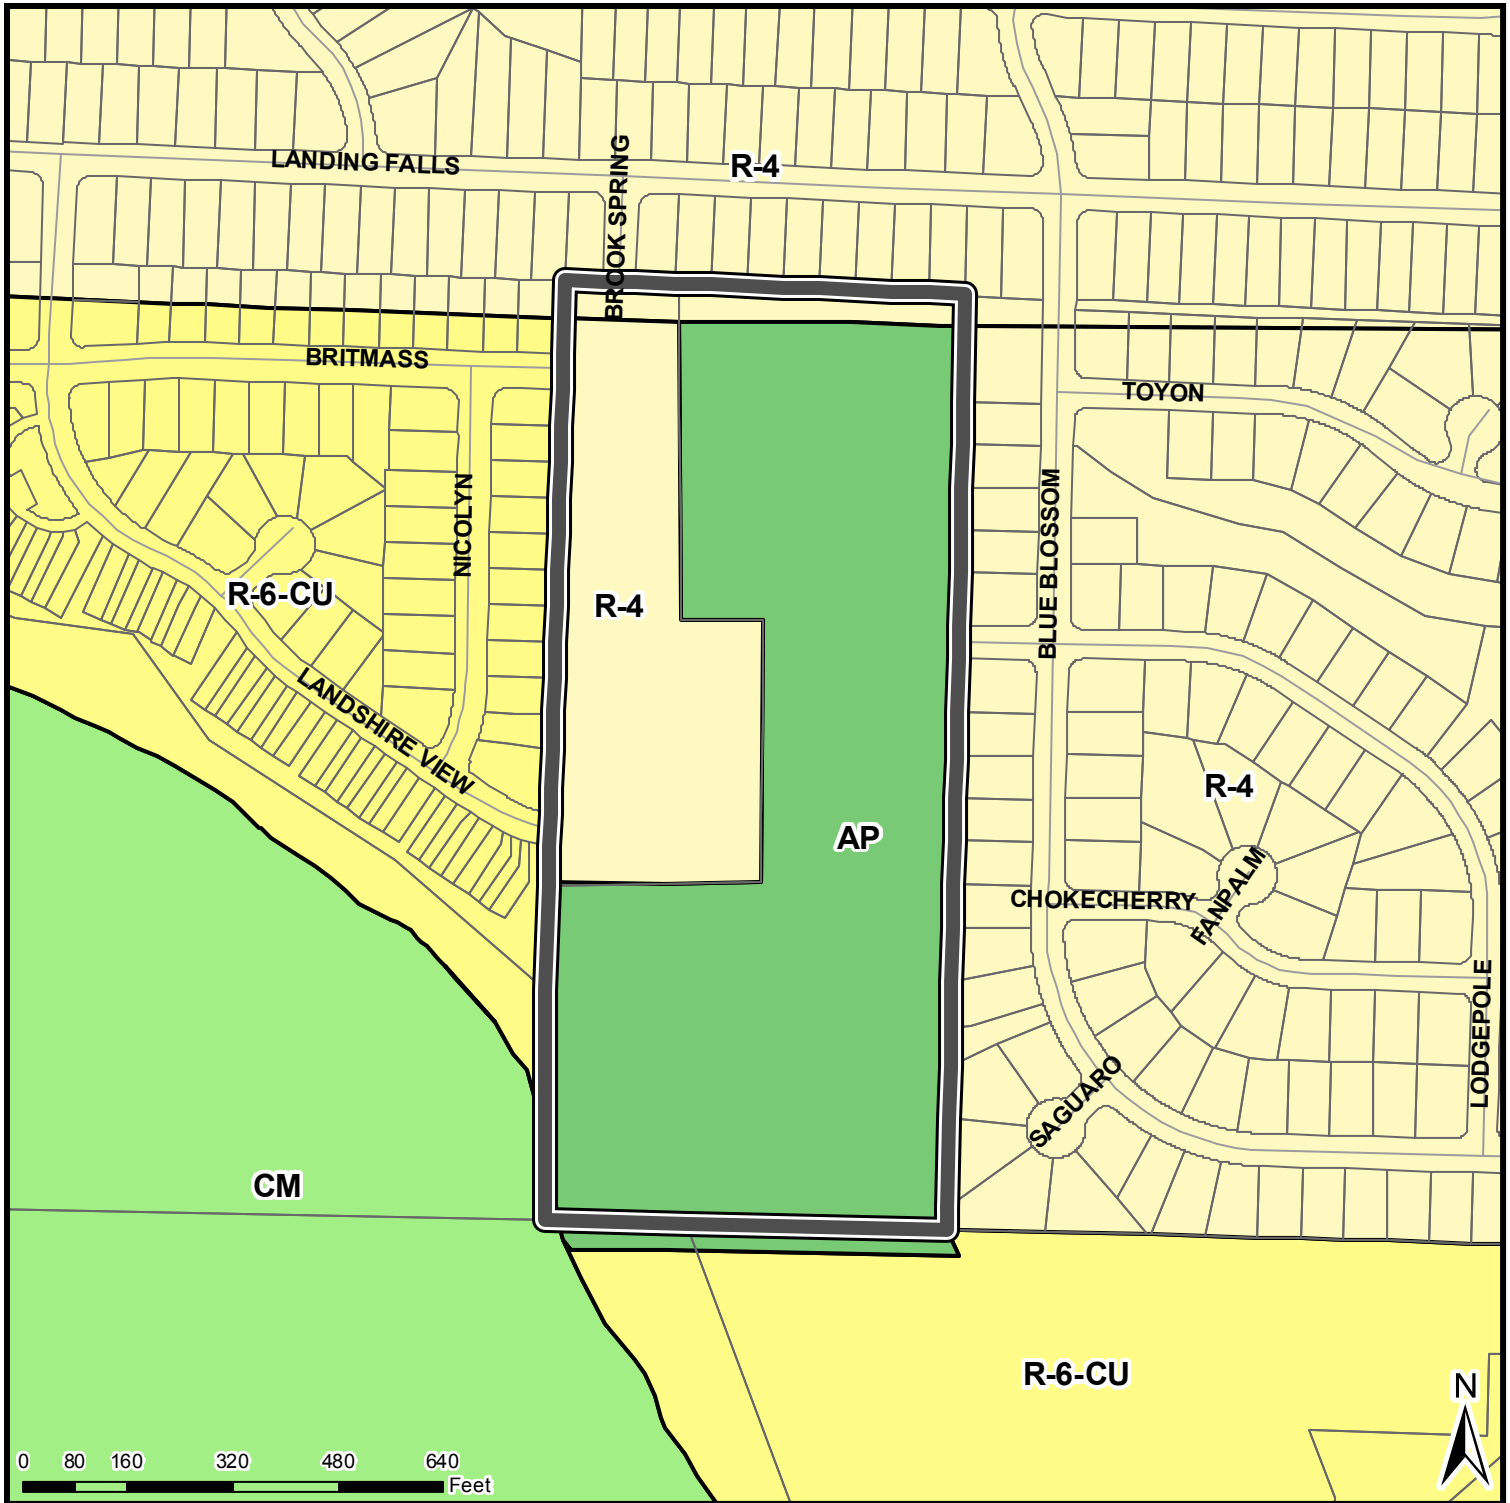 LANDING FALLS
BROOK SPRING
R-4
BRITMASS
TOYON
NICOLYN
BLUE BLOSSOM
R-6-CU
R-4
LANDSHIRE VIEW
R-4
AP
CHOKECHERRY
FANPALM
LODGEPOLE
SAGUARO
CM
R-6-CU
N
0 80 160 320 480 640
Feet